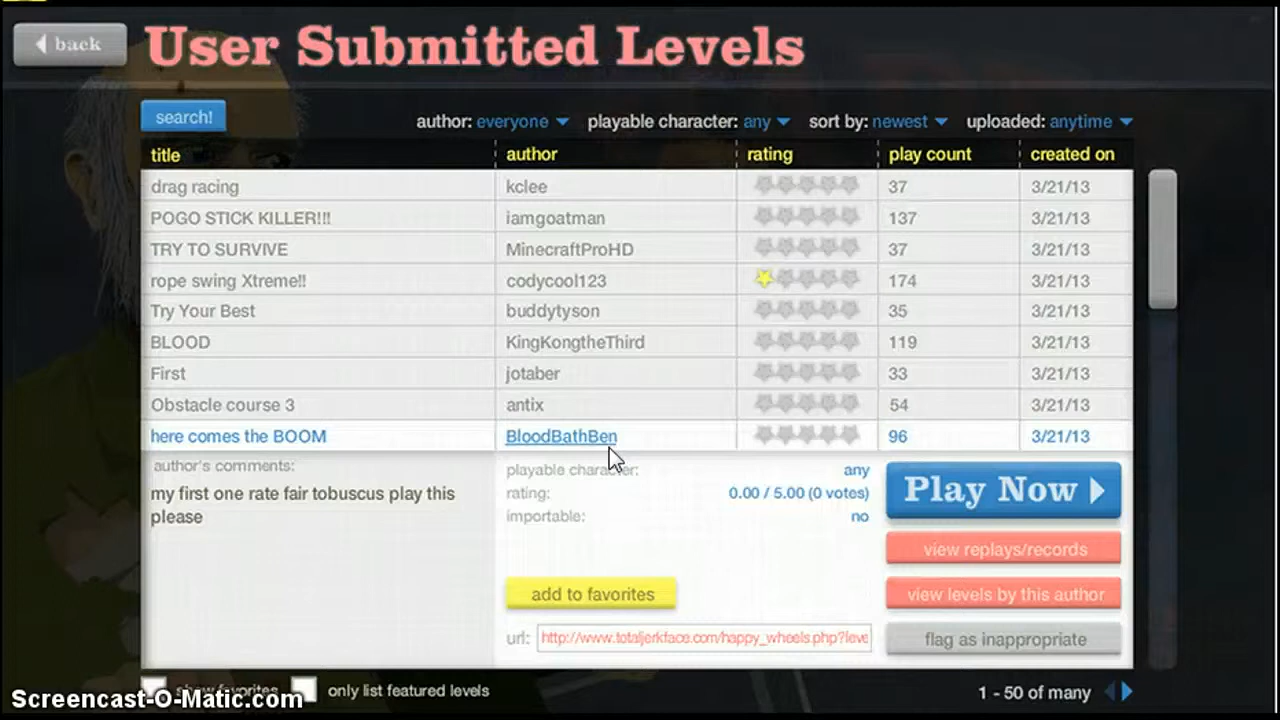 back
User Submitted Levels
search!
author: everyone playable character: any sort by: newest uploaded: anytime
title author rating play count created on
drag racing kclee 37 3/21/13
POGO STICK KILLER!!! iamgoatman 137 3/21/13
TRY TO SURVIVE MinecraftProHD 37 3/21/13
rope swing Xtreme!! codycool123 174 3/21/13
Try Your Best buddytyson 35 3/21/13
BLOOD KingKongtheThird 119 3/21/13
First jotaber 33 3/21/13
Obstacle course 3 antix 54 3/21/13
here comes the BOOM BloodBathBen 96 3/21/13
author's comments:
my first one rate fair tobuscus play this
please
playable character: any
rating: 0.00 / 5.00 (0 votes)
importable: no
add to favorites
url: http://www.totaljerkface.com/happy_wheels.php?leve
Play Now
view replays/records
view levels by this author
flag as inappropriate
show favorites only list featured levels 1 - 50 of many
Screencast-O-Matic.com